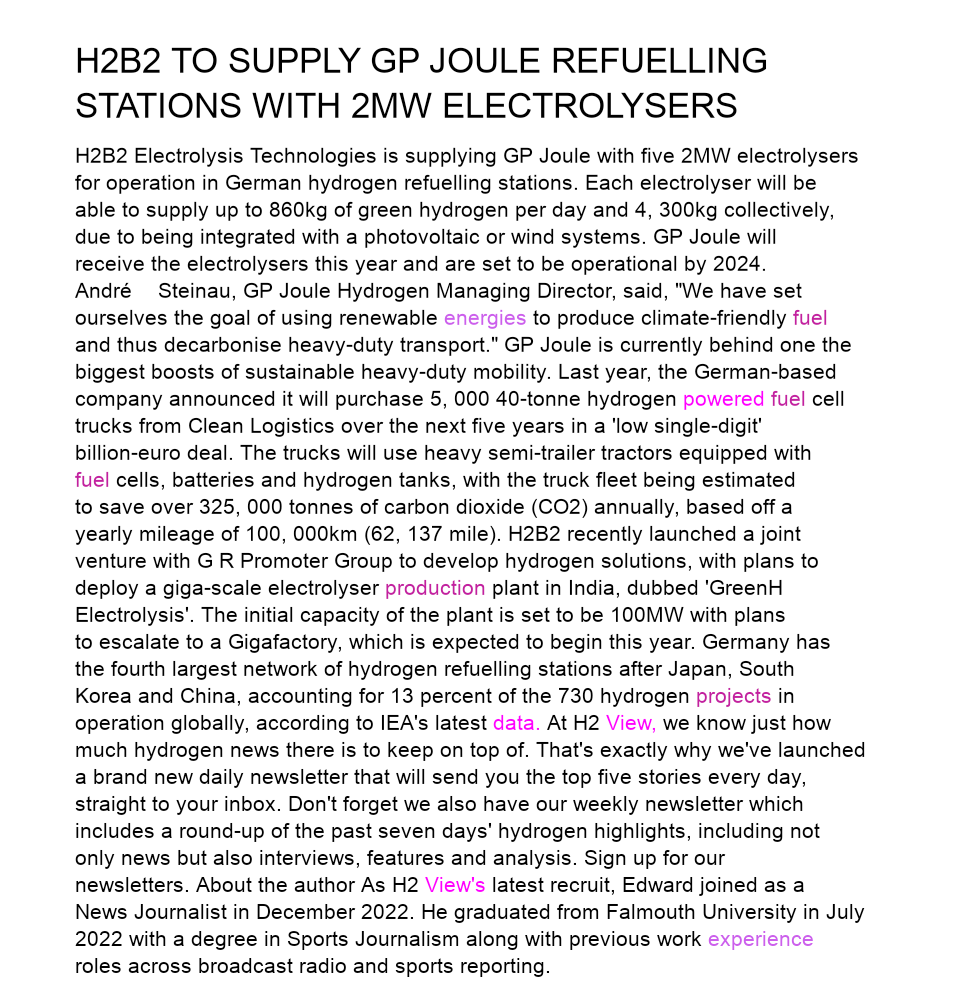 H2B2 TO SUPPLY GP JOULE REFUELLING
STATIONS WITH 2MW ELECTROLYSERS
H2B2 Electrolysis Technologies is supplying GP Joule with five 2MW electrolysers
for operation in German hydrogen refuelling stations. Each electrolyser will be
able to supply up to 860kg of green hydrogen per day and 4, 300kg collectively,
due to being integrated with a photovoltaic or wind systems. GP Joule will
receive the electrolysers this year and are set to be operational by 2024.
André Steinau, GP Joule Hydrogen Managing Director, said, "We have set
ourselves the goal of using renewable energies to produce climate-friendly fuel
and thus decarbonise heavy-duty transport." GP Joule is currently behind one the
biggest boosts of sustainable heavy-duty mobility. Last year, the German-based
company announced it will purchase 5, 000 40-tonne hydrogen powered fuel cell
trucks from Clean Logistics over the next five years in a 'low single-digit'
billion-euro deal. The trucks will use heavy semi-trailer tractors equipped with
fuel cells, batteries and hydrogen tanks, with the truck fleet being estimated
to save over 325, 000 tonnes of carbon dioxide (CO2) annually, based off a
yearly mileage of 100, 000km (62, 137 mile). H2B2 recently launched a joint
venture with G R Promoter Group to develop hydrogen solutions, with plans to
deploy a giga-scale electrolyser production plant in India, dubbed 'GreenH
Electrolysis'. The initial capacity of the plant is set to be 100MW with plans
to escalate to a Gigafactory, which is expected to begin this year. Germany has
the fourth largest network of hydrogen refuelling stations after Japan, South
Korea and China, accounting for 13 percent of the 730 hydrogen projects in
operation globally, according to IEA's latest data. At H2 View, we know just how
much hydrogen news there is to keep on top of. That's exactly why we've launched
a brand new daily newsletter that will send you the top five stories every day,
straight to your inbox. Don't forget we also have our weekly newsletter which
includes a round-up of the past seven days' hydrogen highlights, including not
only news but also interviews, features and analysis. Sign up for our
newsletters. About the author As H2 View's latest recruit, Edward joined as a
News Journalist in December 2022. He graduated from Falmouth University in July
2022 with a degree in Sports Journalism along with previous work experience
roles across broadcast radio and sports reporting.